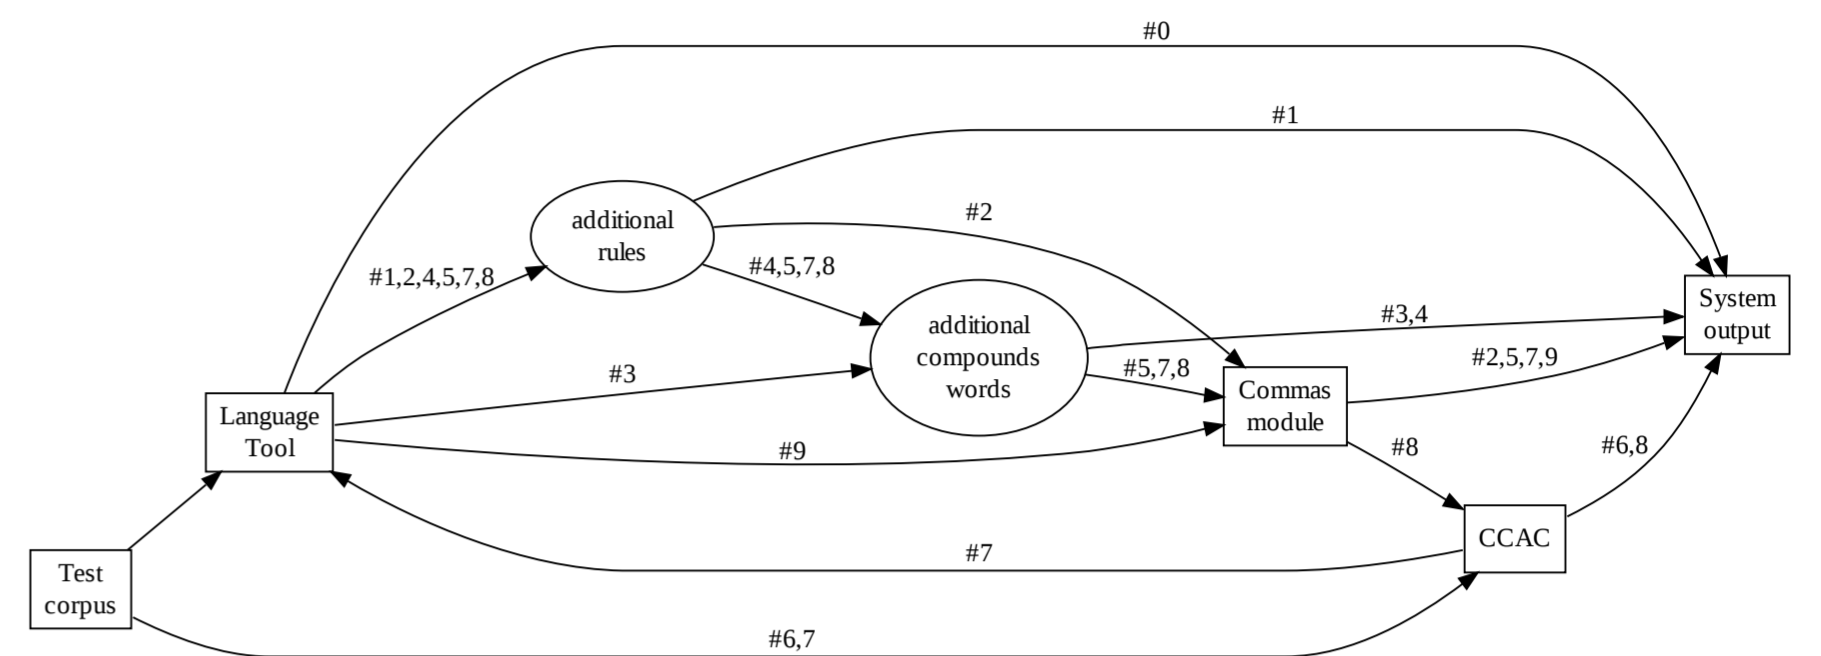 #0
#1
#2
additional
rules
#1,2,4,5,7,8
#4,5,7,8
additional
compounds
words
#3,4
System
output
#3
#5,7,8
#2,5,7,9
Commas
module
Language
Tool
#9
#8
#6,8
CCAC
#7
Test
corpus
#6,7